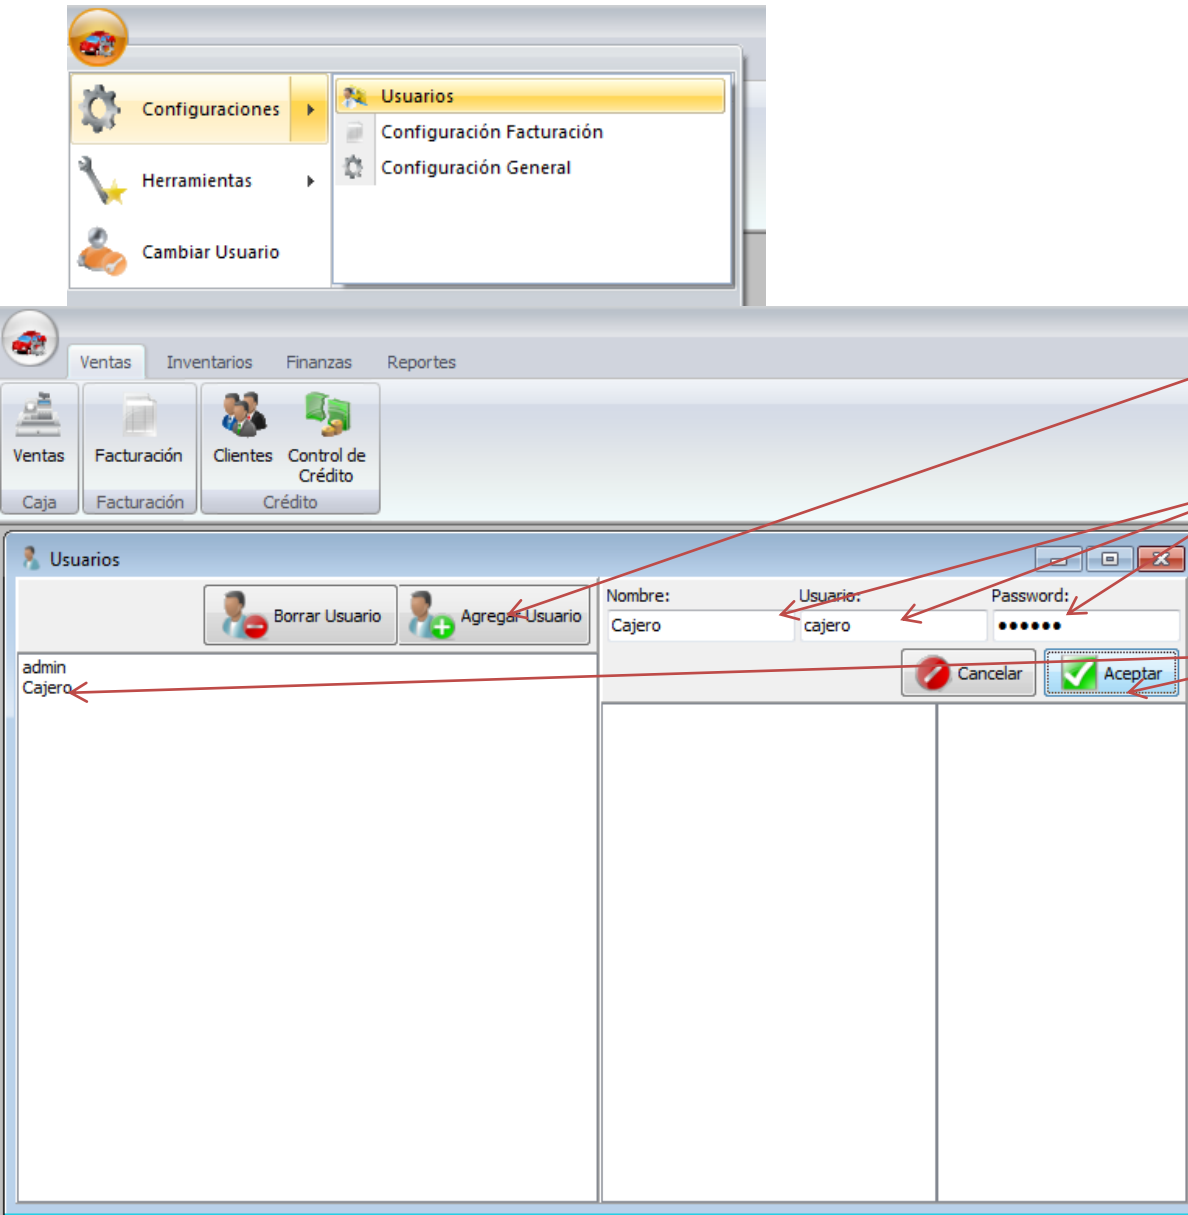 Configuraciones
Usuarios
Configuración Facturación
Configuración General
Herramientas
Cambiar Usuario
Ventas Inventarios Finanzas Reportes
Ventas
Facturación
Clientes
Control de
Crédito
Caja
Facturación
Crédito
Usuarios
Borrar Usuario
Agregar Usuario
Nombre: Usuario: Password:
Cajero cajero ••••••
Cancelar
Aceptar
admin
Cajero